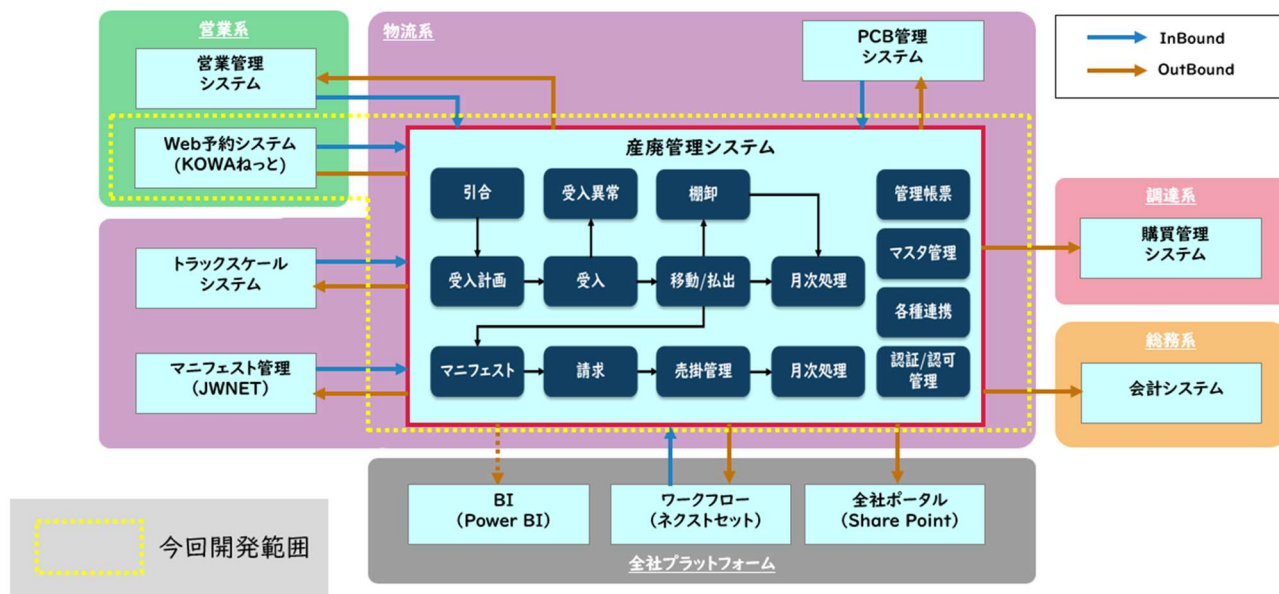 営業系
営業管理
システム
Web予約システム
(KOWAねっと)
物流系
PCB管理
システム
InBound
OutBound
産廃管理システム
引合
受入異常
棚卸
管理帳票
受入計画
受入
移動/払出
月次処理
マスタ管理
各種連携
マニフェスト
請求
売掛管理
月次処理
認証/認可
管理
トラックスケール
システム
マニフェスト管理
(JWNET)
調達系
購買管理
システム
総務系
会計システム
BI
(Power BI)
ワークフロー
(ネクストセット)
全社ポータル
(Share Point)
全社プラットフォーム
今回開発範囲